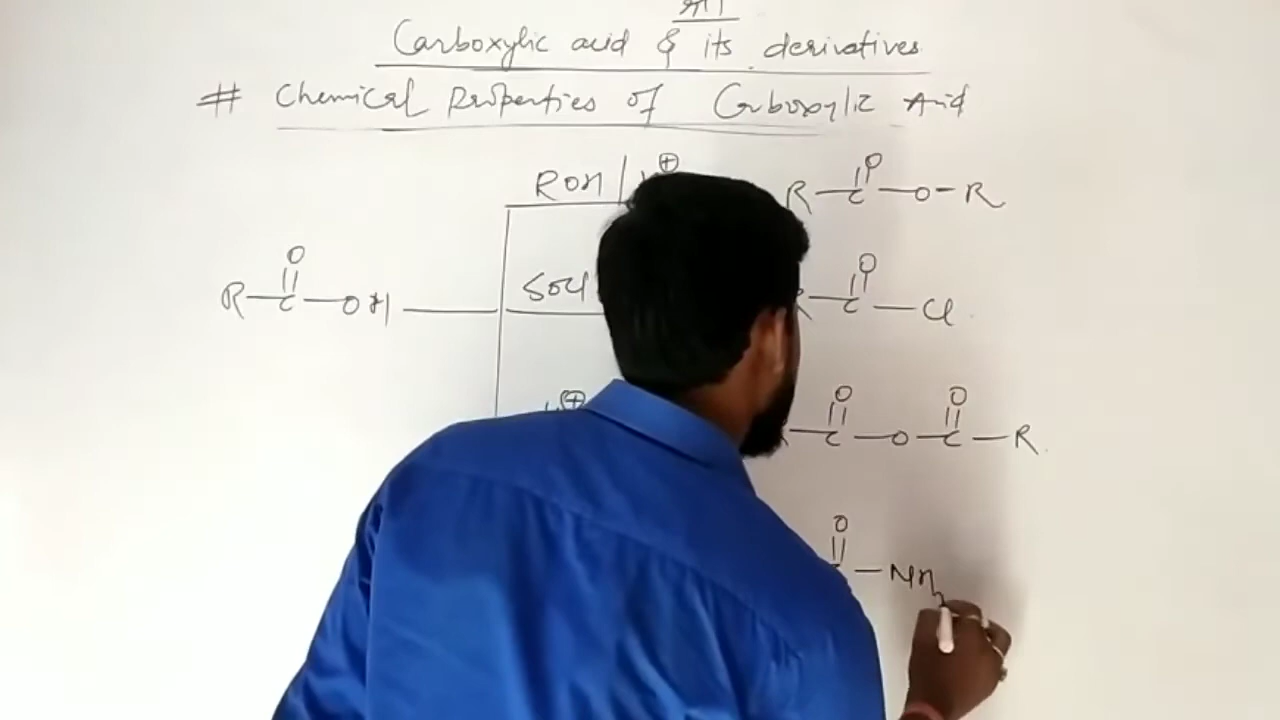 Carboxylic acid & its derivatives
# Chemical Properties of Carboxylic Acid
ROH / ⊕ R–C–O–R
O
R–C–OH
O
SOCl
C–Cl
O
⊕
C–O–C–R
O O
–NH
O